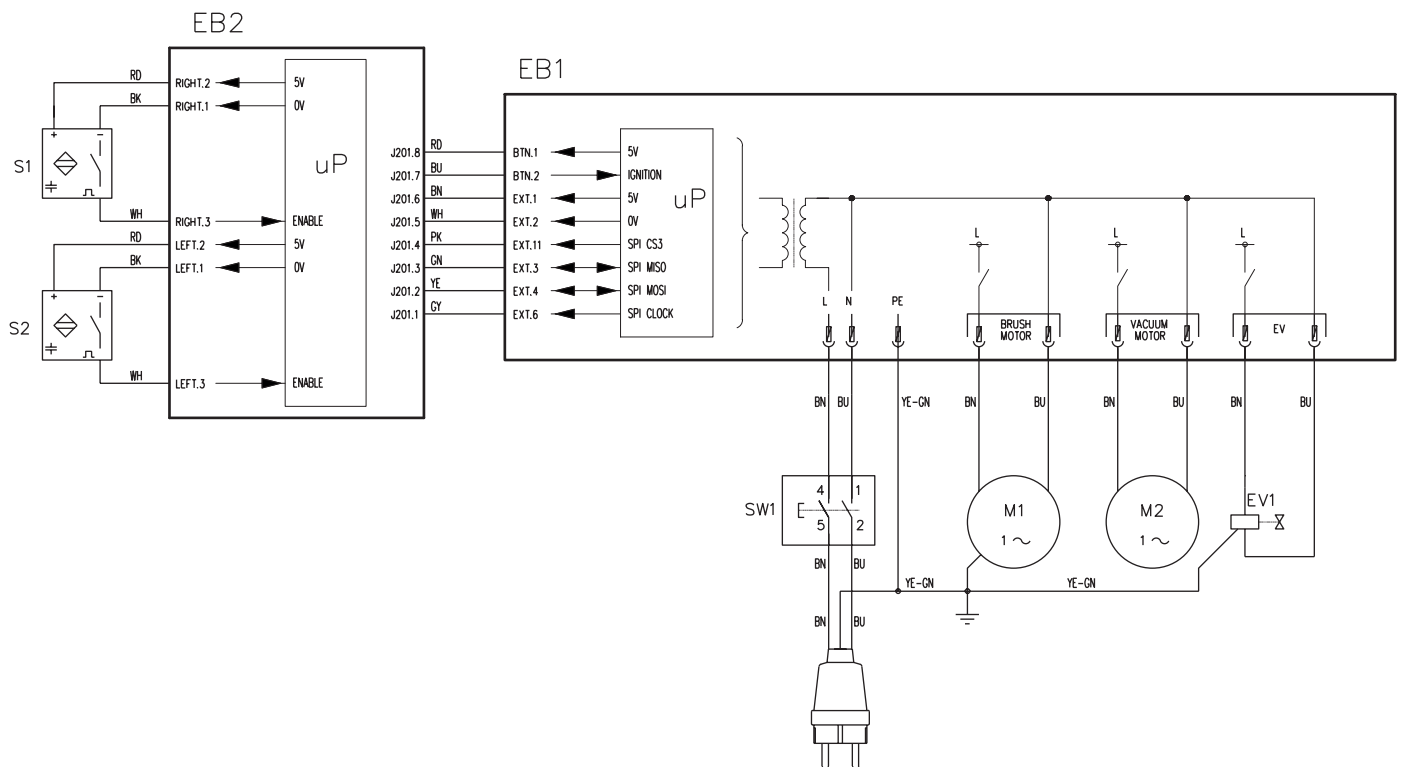 EB2
EB1
RD
RIGHT.2
5V
BK
RIGHT.1
0V
+
−
S1
uP
WH
RIGHT.3
ENABLE
RD
LEFT.2
5V
BK
LEFT.1
0V
+
−
S2
WH
LEFT.3
ENABLE
J201.8
RD
BTN.1
5V
J201.7
BU
BTN.2
IGNITION
J201.6
BN
EXT.1
5V
J201.5
WH
EXT.2
0V
J201.4
PK
EXT.11
SPI CS3
J201.3
GN
EXT.3
SPI MISO
J201.2
YE
EXT.4
SPI MOSI
J201.1
GY
EXT.6
SPI CLOCK
uP
L
L
L
L
N
PE
BRUSH
MOTOR
VACUUM
MOTOR
EV
BN
BU
YE-GN
BN
BU
BN
BU
BN
BU
SW1
4
1
5
2
M1
1 ~
M2
1 ~
EV1
BN
BU
YE-GN
YE-GN
BN
BU